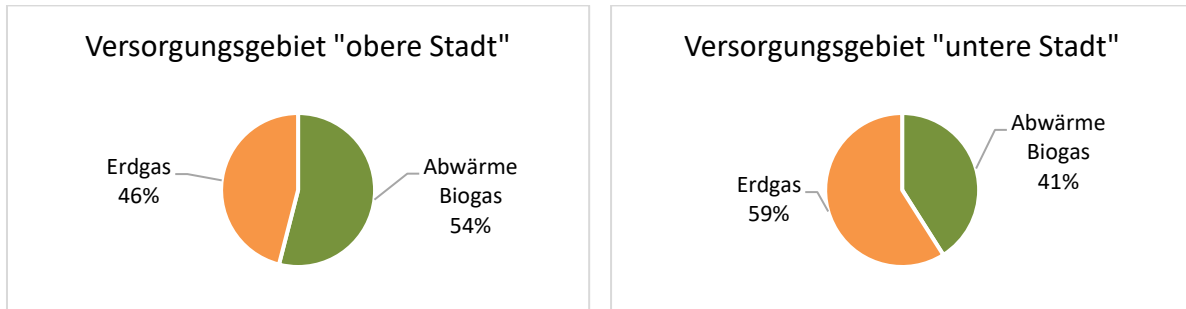 Versorgungsgebiet "obere Stadt"
Erdgas
46%
Abwärme
Biogas
54%
Versorgungsgebiet "untere Stadt"
Erdgas
59%
Abwärme
Biogas
41%